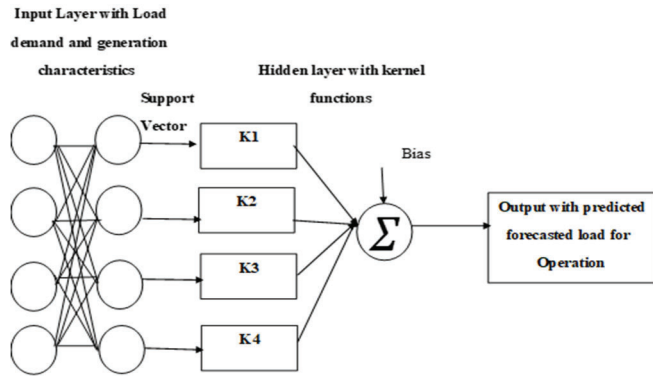 Input Layer with Load
demand and generation
characteristics
Support
Vector
Hidden layer with kernel
functions
K1
K2
K3
K4
Bias
Σ
Output with predicted
forecasted load for
Operation